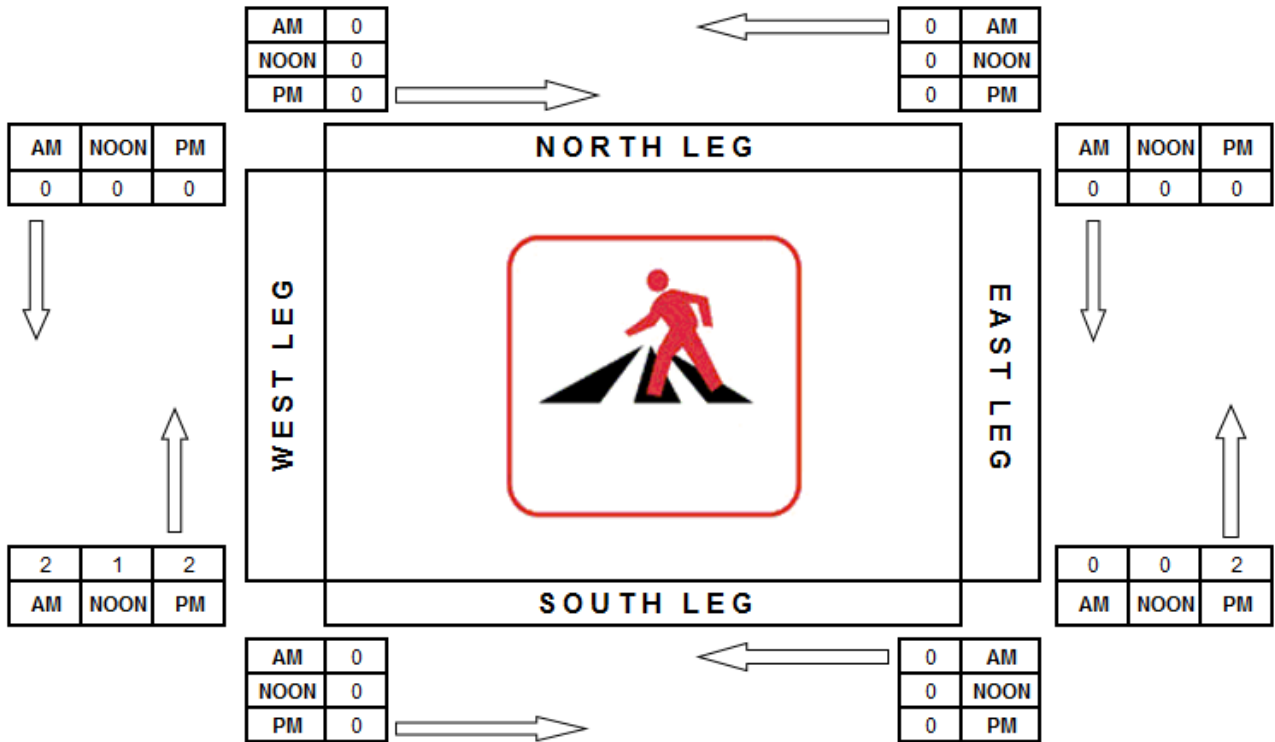 AM 0
NOON 0
PM 0
0 AM
0 NOON
0 PM
AM NOON PM
0 0 0
NORTH LEG
AM NOON PM
0 0 0
WEST LEG
EAST LEG
2 1 2
AM NOON PM
SOUTH LEG
0 0 2
AM NOON PM
AM 0
NOON 0
PM 0
0 AM
0 NOON
0 PM